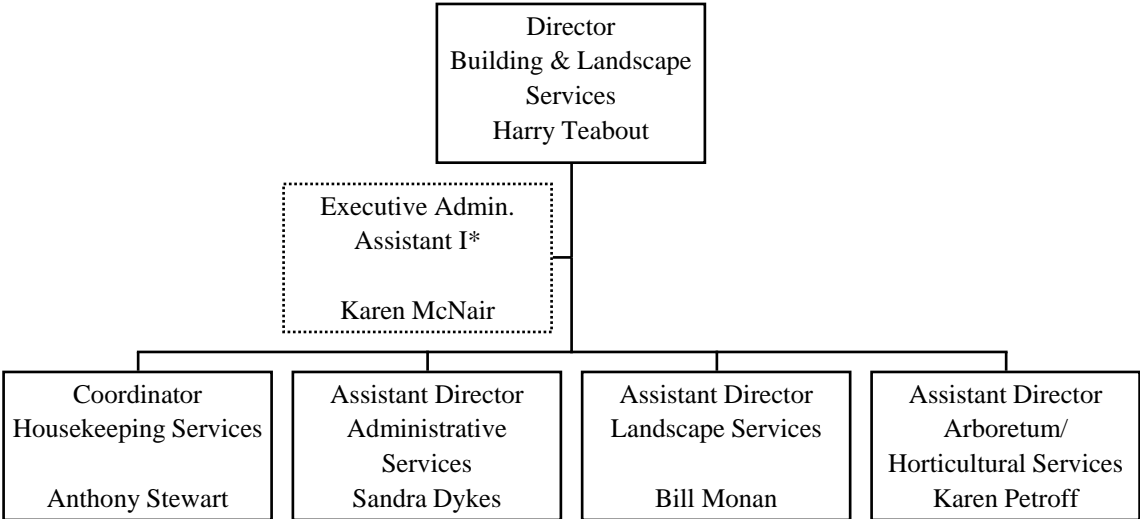 Director
Building & Landscape
Services
Harry Teabout
Executive Admin.
Assistant I*
Karen McNair
Coordinator
Housekeeping Services
Anthony Stewart
Assistant Director
Administrative
Services
Sandra Dykes
Assistant Director
Landscape Services
Bill Monan
Assistant Director
Arboretum/
Horticultural Services
Karen Petroff